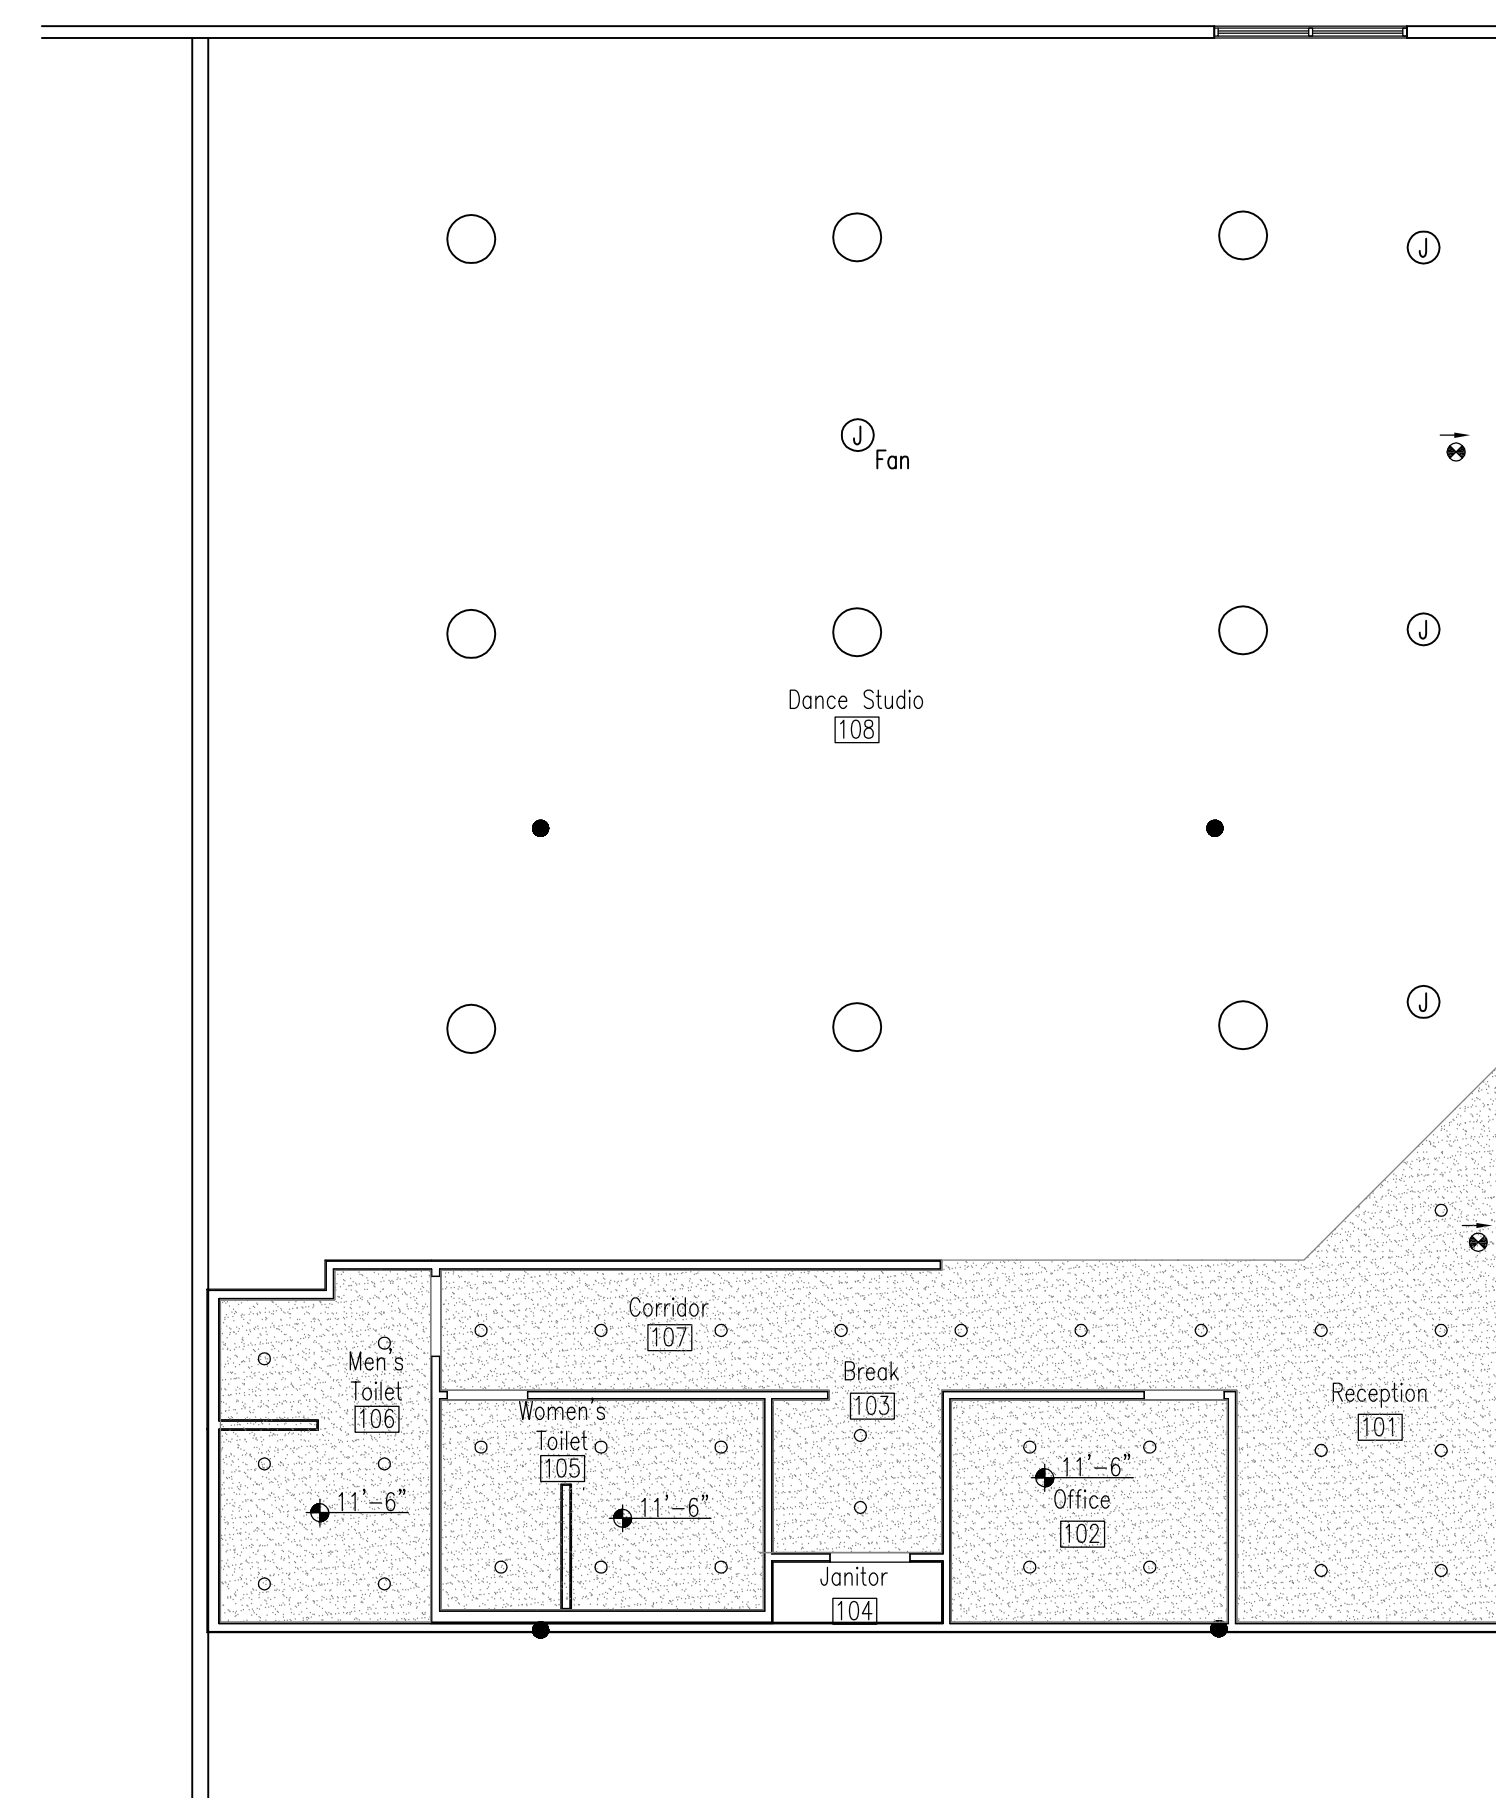 J
J
Fan
J
Dance Studio
108
J
Corridor
107
Men's
Toilet
106
Break
103
Reception
101
Women's
Toilet
105
11'-6"
11'-6"
11'-6"
Office
102
Janitor
104